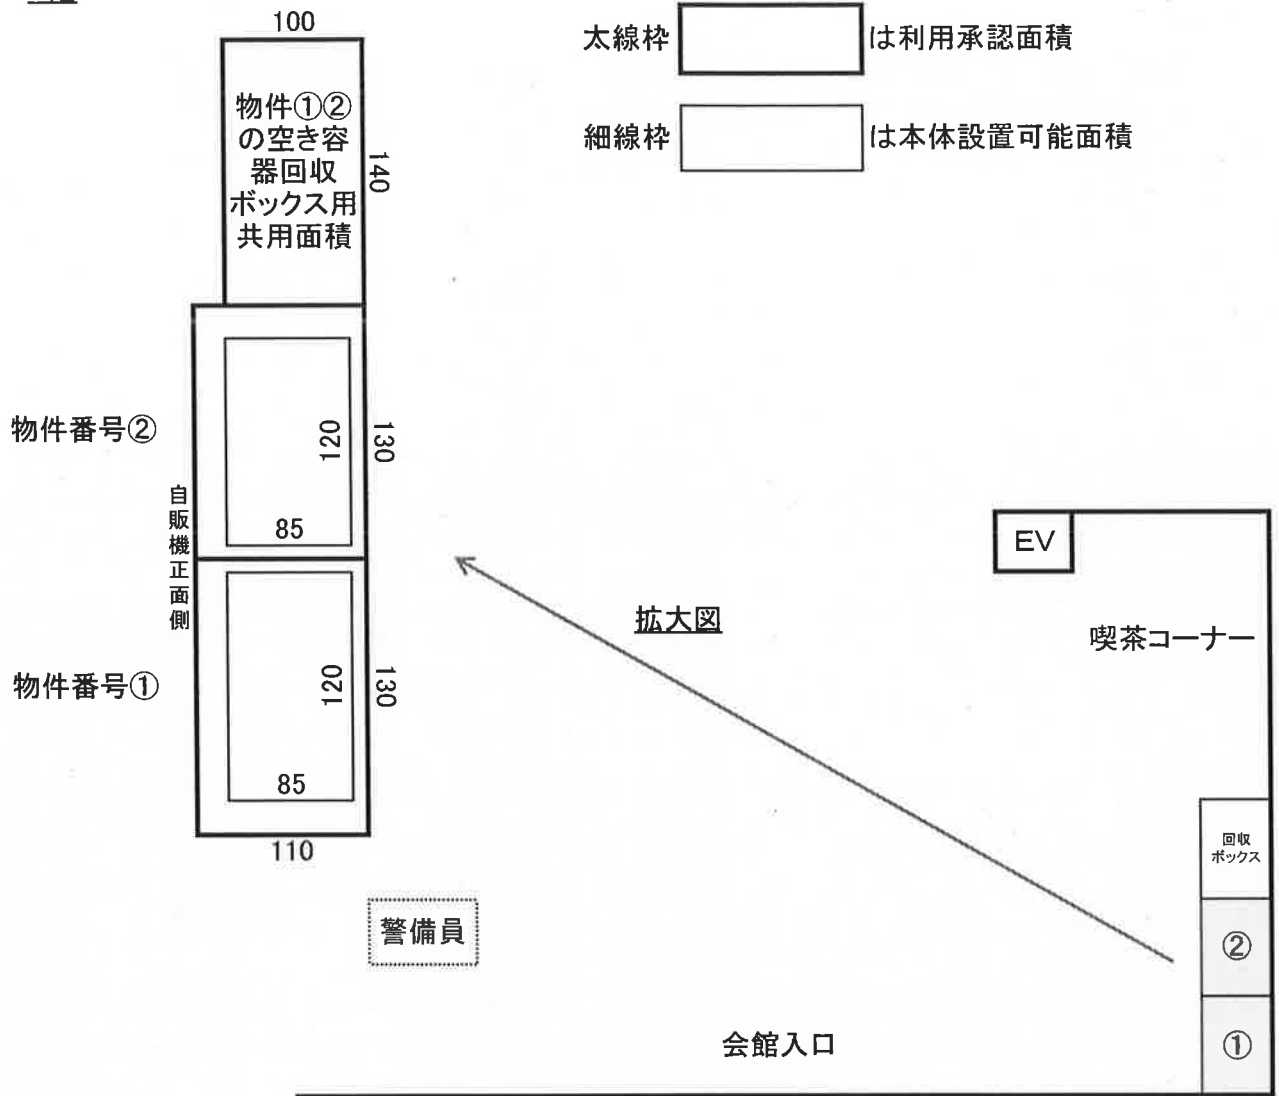 100
太線枠
は利用承認面積
物件①②
の空き容
器回収
ボックス用
共用面積
140
細線枠
は本体設置可能面積
物件番号②
120
130
85
自販機正面側
物件番号①
120
130
85
110
拡大図
EV
喫茶コーナー
回収
ボックス
②
①
警備員
会館入口